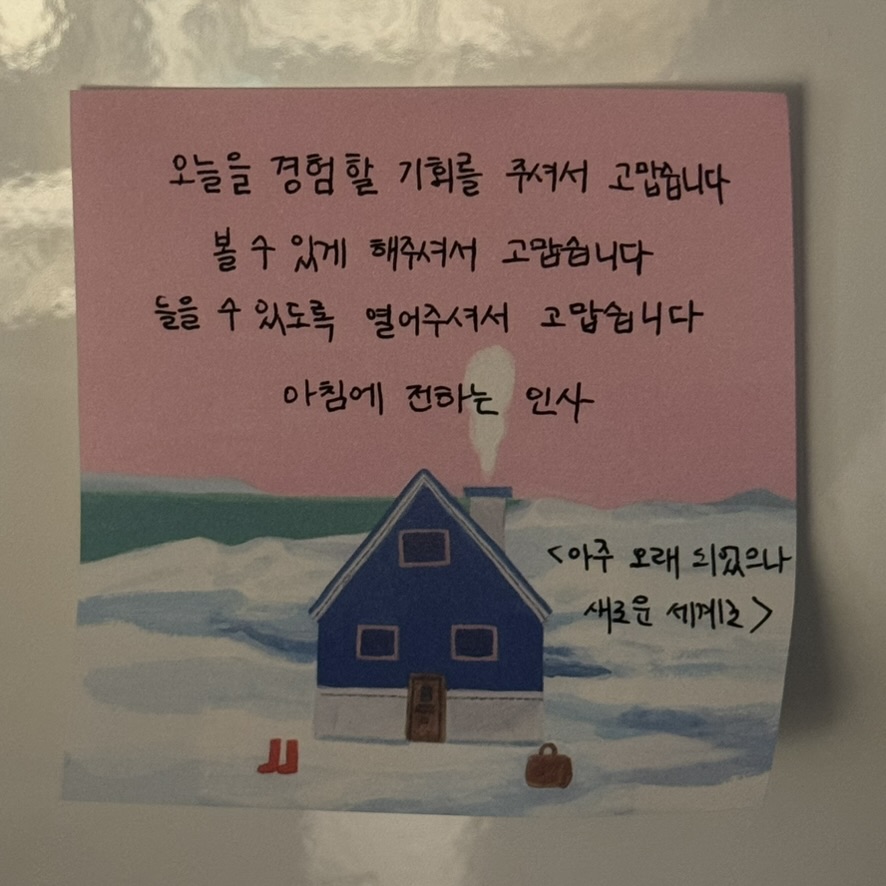 오늘을 경험할 기회를 주셔서 고맙습니다
볼 수 있게 해주셔서 고맙습니다
들을 수 있도록 열어주셔서 고맙습니다
아침에 전하는 인사
<아주 오래 되었으나
새로운 세계로>